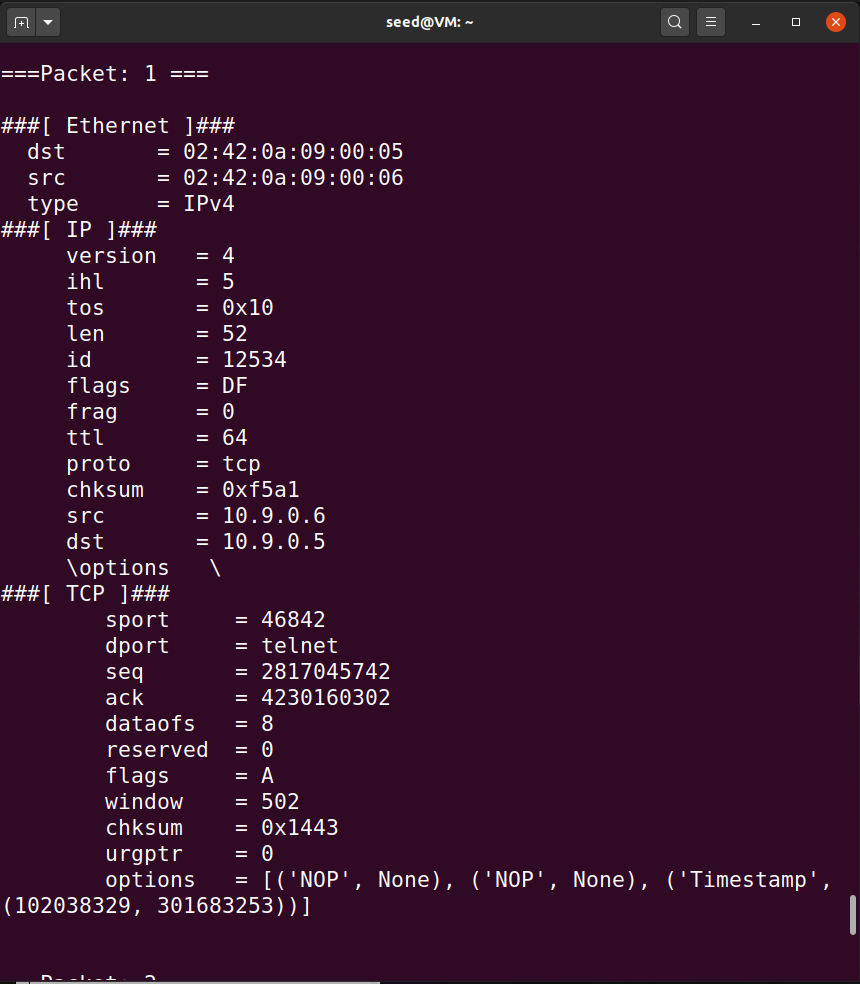 seed@VM: ~
===Packet: 1 ===
###[ Ethernet ]###
  dst       = 02:42:0a:09:00:05
  src       = 02:42:0a:09:00:06
  type      = IPv4
###[ IP ]###
     version   = 4
     ihl       = 5
     tos       = 0x10
     len       = 52
     id        = 12534
     flags     = DF
     frag      = 0
     ttl       = 64
     proto     = tcp
     chksum    = 0xf5a1
     src       = 10.9.0.6
     dst       = 10.9.0.5
     \options   \
###[ TCP ]###
        sport     = 46842
        dport     = telnet
        seq       = 2817045742
        ack       = 4230160302
        dataofs   = 8
        reserved  = 0
        flags     = A
        window    = 502
        chksum    = 0x1443
        urgptr    = 0
        options   = [('NOP', None), ('NOP', None), ('Timestamp',
(102038329, 301683253))]
Packet: 2